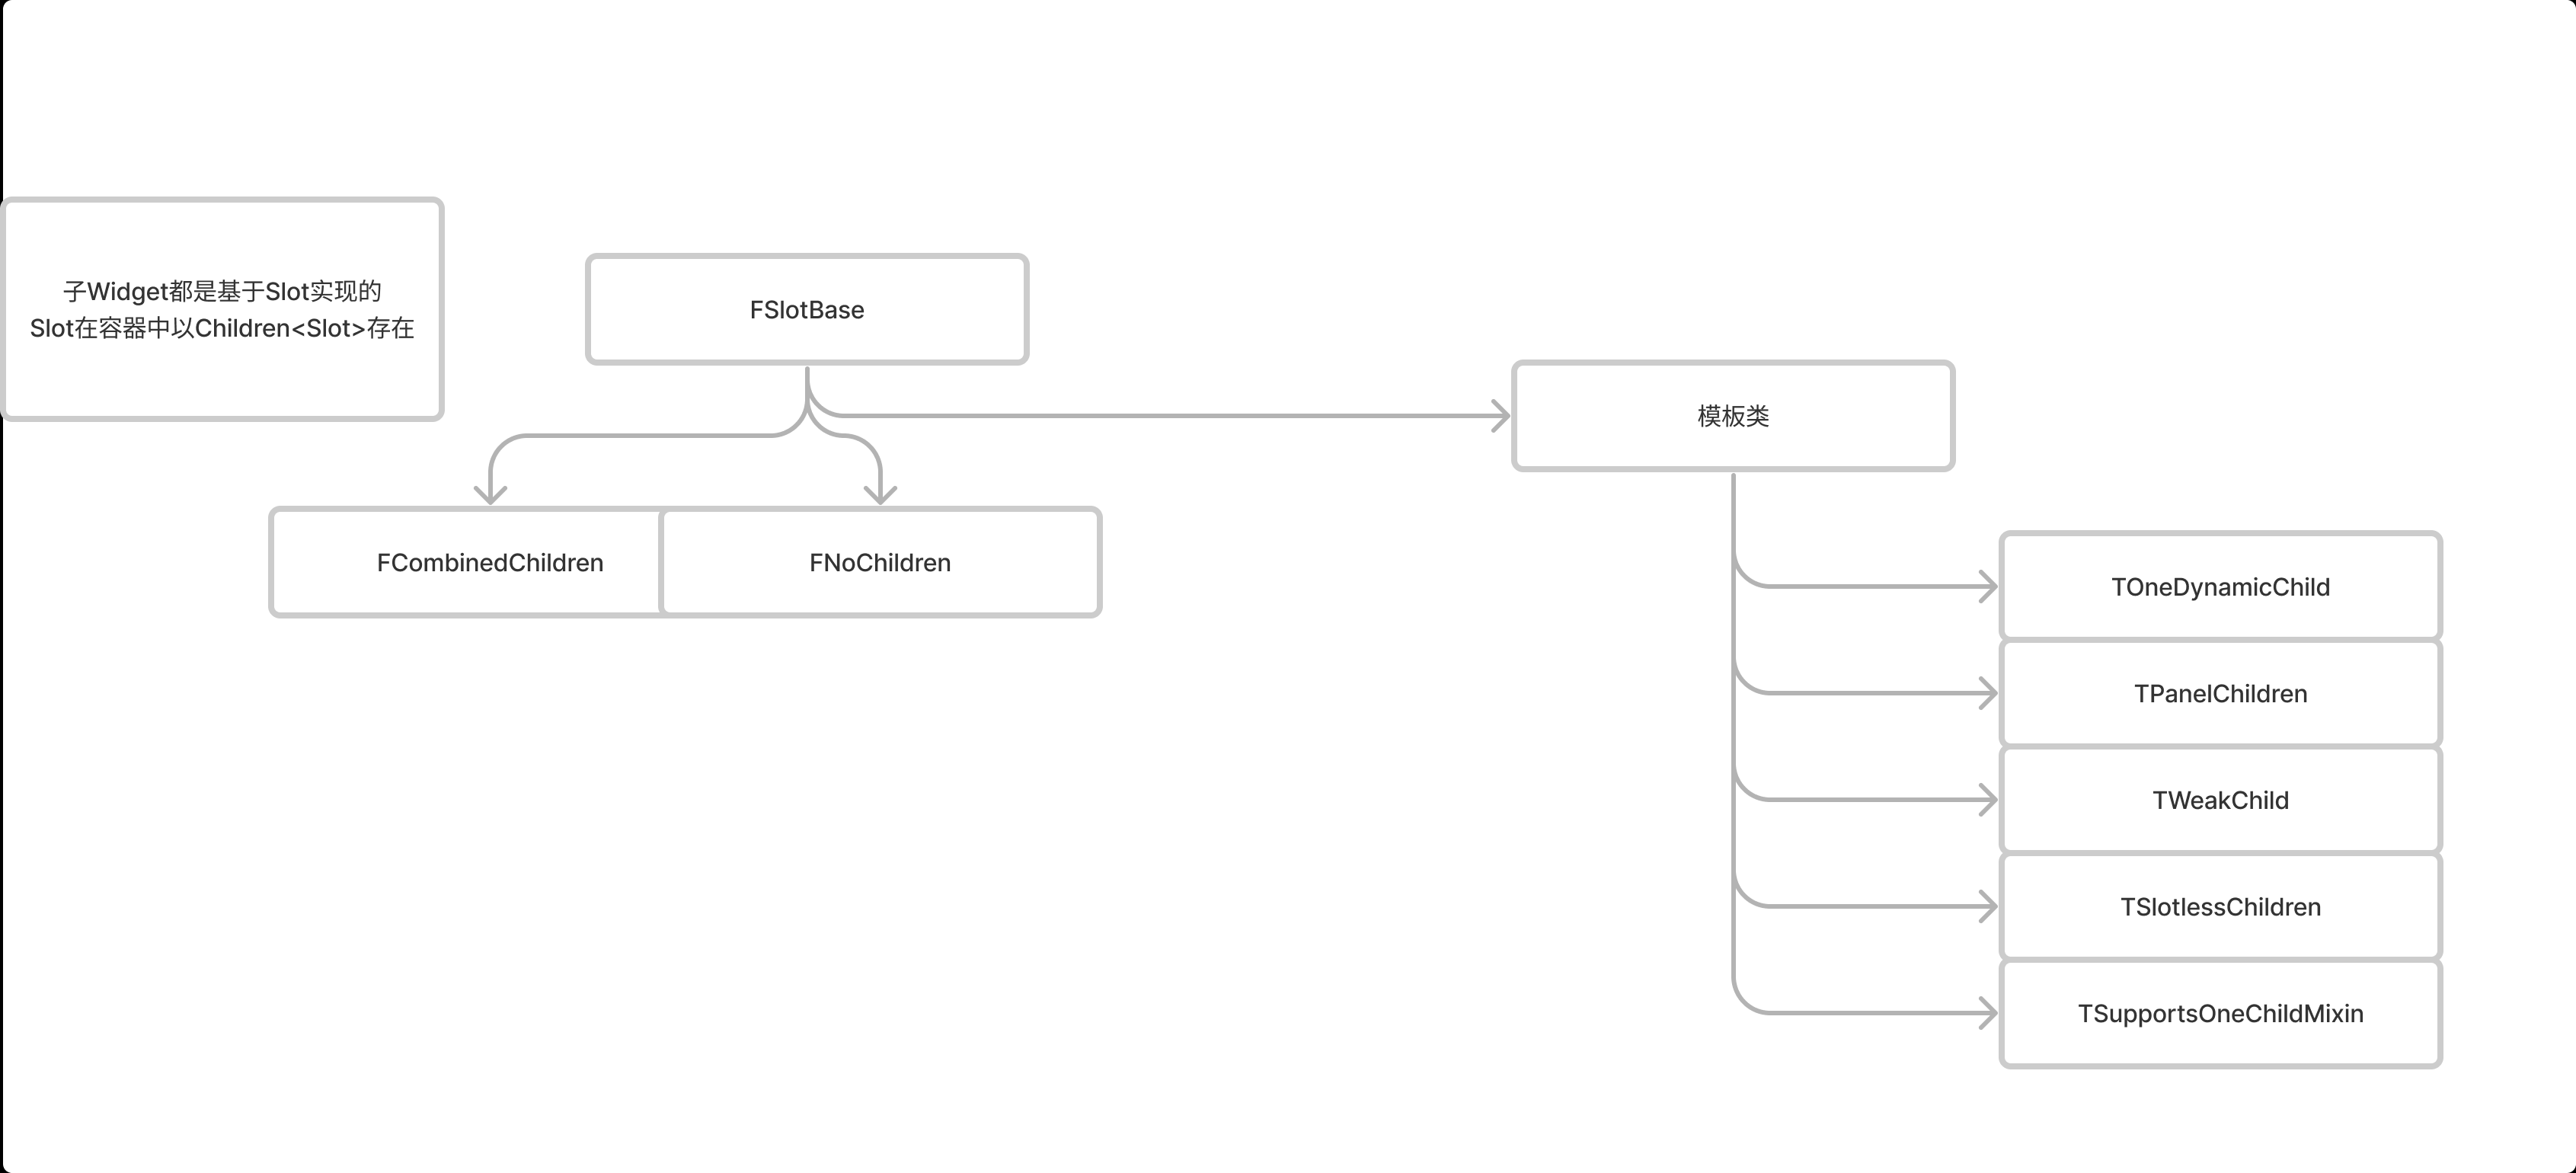 子Widget都是基于Slot实现的
Slot在容器中以Children<Slot>存在
FSlotBase
模板类
FCombinedChildren
FNoChildren
TOneDynamicChild
TPanelChildren
TWeakChild
TSlotlessChildren
TSupportsOneChildMixin